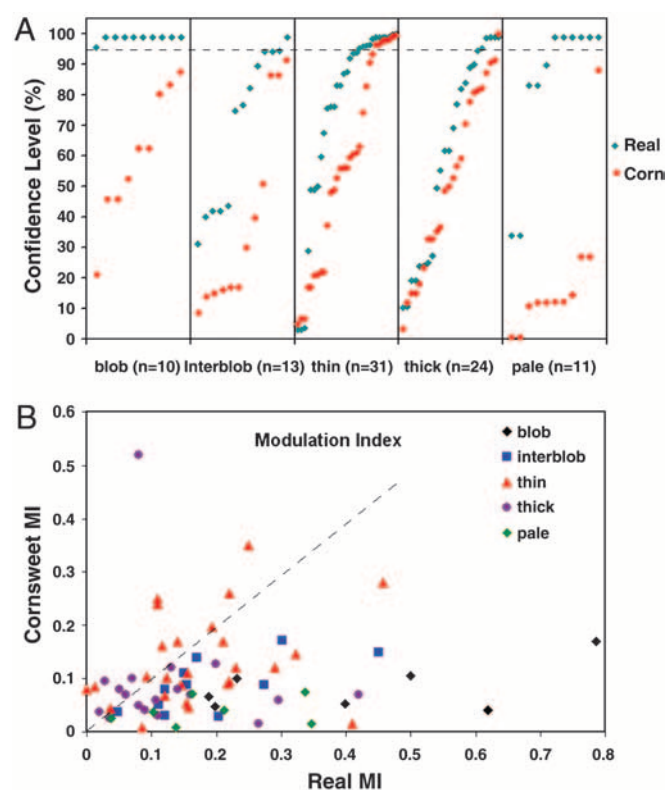 A
Confidence Level (%)
100
90
80
70
60
50
40
30
20
10
0
Real
Corn
blob (n=10) Interblob (n=13) thin (n=31) thick (n=24) pale (n=11)
B
Cornsweet MI
0.6
0.5
0.4
0.3
0.2
0.1
0
Modulation Index
blob
interblob
thin
thick
pale
0 0.1 0.2 0.3 0.4 0.5 0.6 0.7 0.8
Real MI